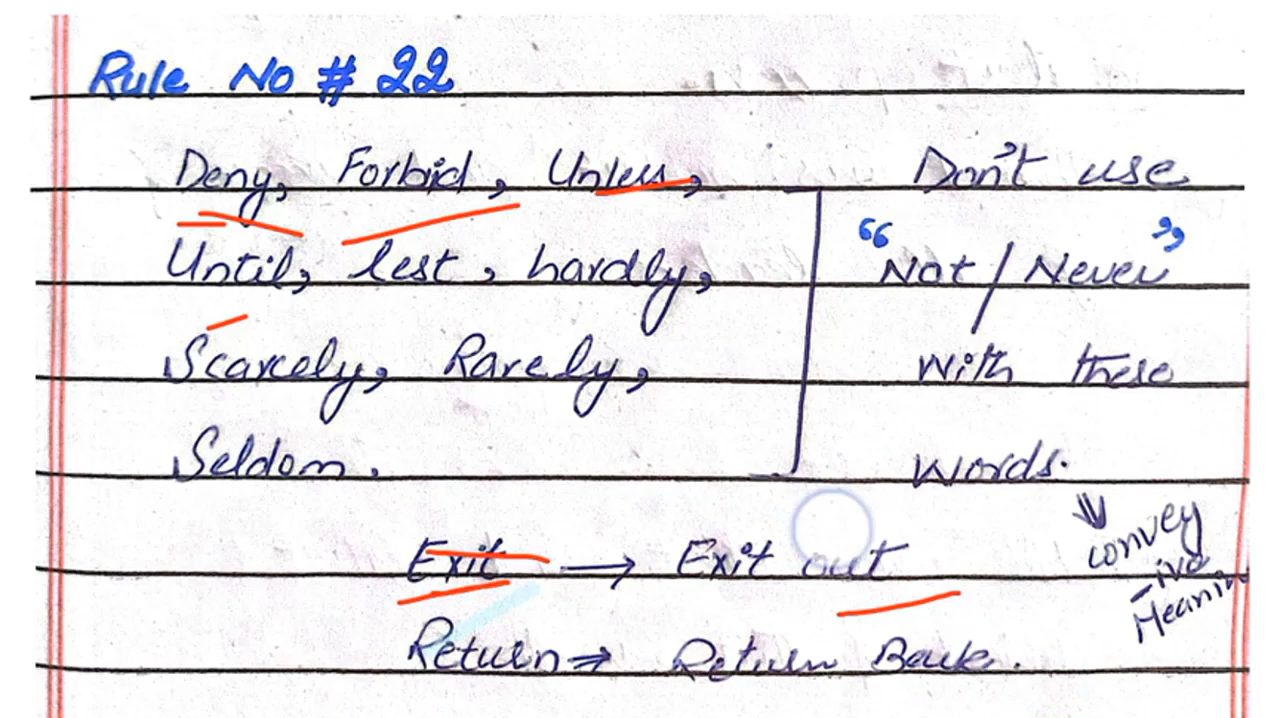 Rule No # 22
Deny, Forbid, Unless, Don't use
Until, lest, hardly, "Not / Never"
Scarcely, Rarely, with these
Seldom. words.
convey
-ive
Meaning
Exit → Exit out
Return ⇒ Return Back.